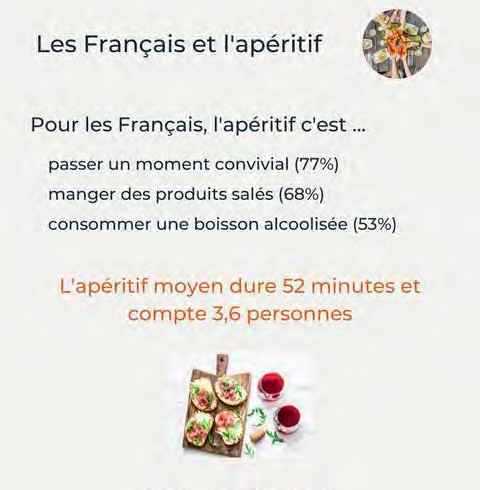 Les Français et l'apéritif
Pour les Français, l'apéritif c'est ...
passer un moment convivial (77%)
manger des produits salés (68%)
consommer une boisson alcoolisée (53%)
L'apéritif moyen dure 52 minutes et
compte 3,6 personnes